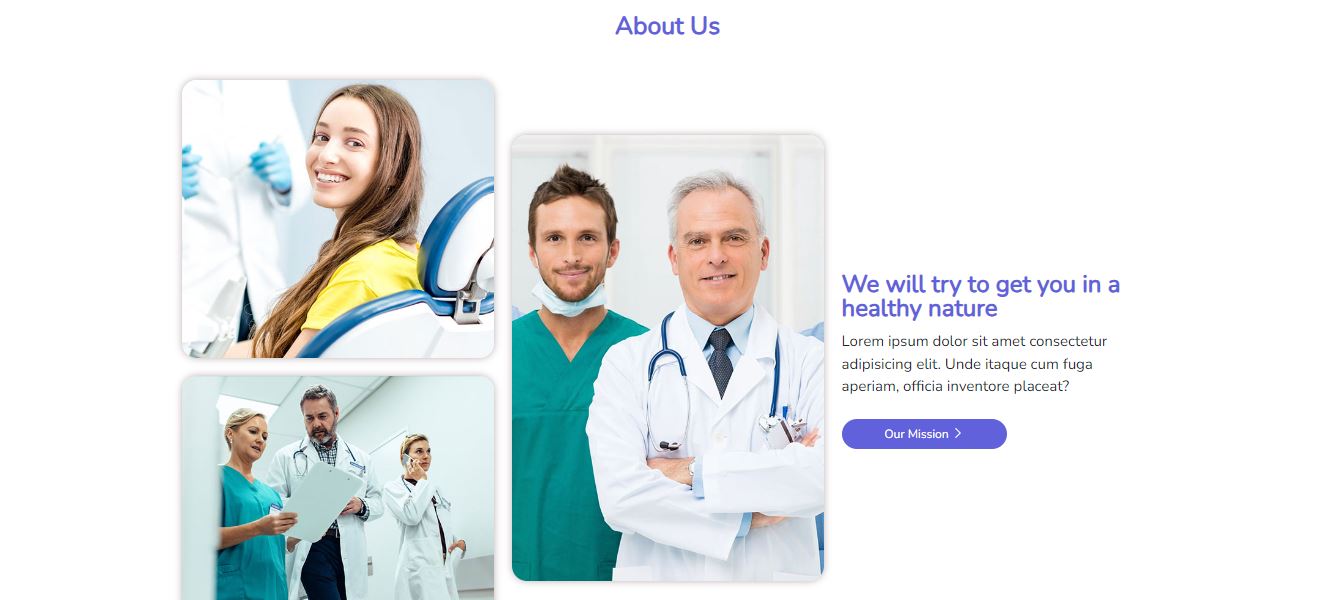 About Us
We will try to get you in a
healthy nature
Lorem ipsum dolor sit amet consectetur
adipisicing elit. Unde itaque cum fuga
aperiam, officia inventore placeat?
Our Mission